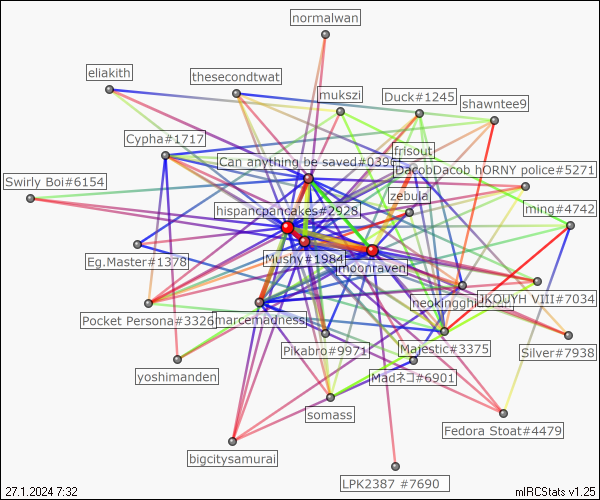 normalwan
eliakith
thesecondtwat
mukszi
Duck#1245
shawntee9
Cypha#1717
frisout
Can anything be saved#0396
DacobDacob hORNY police#5271
Swirly Boi#6154
zebula
hispancpancakes#2928
ming#4742
Eg.Master#1378
Mushy#1984
moonraven
JKOUYH VIII#7034
Pocket Persona#3326
marcemadness
Pikabro#9971
Majestic#3375
Silver#7938
yoshimanden
Madネコ#6901
somass
Fedora Stoat#4479
bigcitysamurai
LPK2387 #7690
27.1.2024 7:32
mIRCStats v1.25